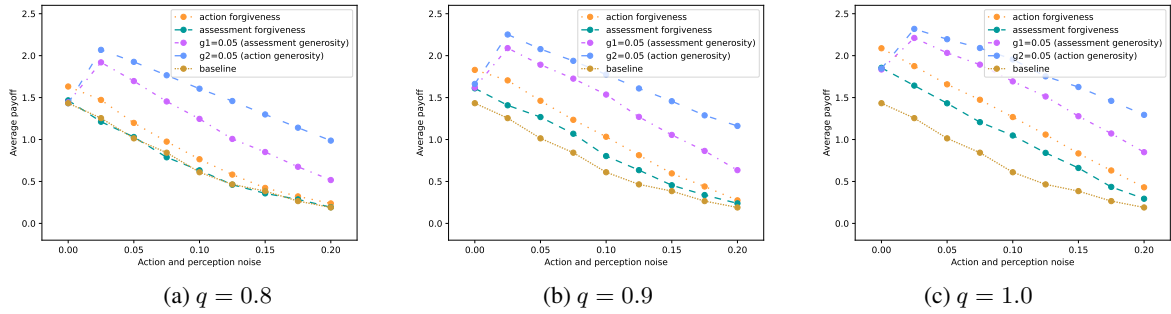 2.5
2.0
1.5
1.0
0.5
0.0
Average payoff
action forgiveness
assessment forgiveness
g1=0.05 (assessment generosity)
g2=0.05 (action generosity)
baseline
0.00 0.05 0.10 0.15 0.20
Action and perception noise
(a) q = 0.8
2.5
2.0
1.5
1.0
0.5
0.0
Average payoff
action forgiveness
assessment forgiveness
g1=0.05 (assessment generosity)
g2=0.05 (action generosity)
baseline
0.00 0.05 0.10 0.15 0.20
Action and perception noise
(b) q = 0.9
2.5
2.0
1.5
1.0
0.5
0.0
Average payoff
action forgiveness
assessment forgiveness
g1=0.05 (assessment generosity)
g2=0.05 (action generosity)
baseline
0.00 0.05 0.10 0.15 0.20
Action and perception noise
(c) q = 1.0